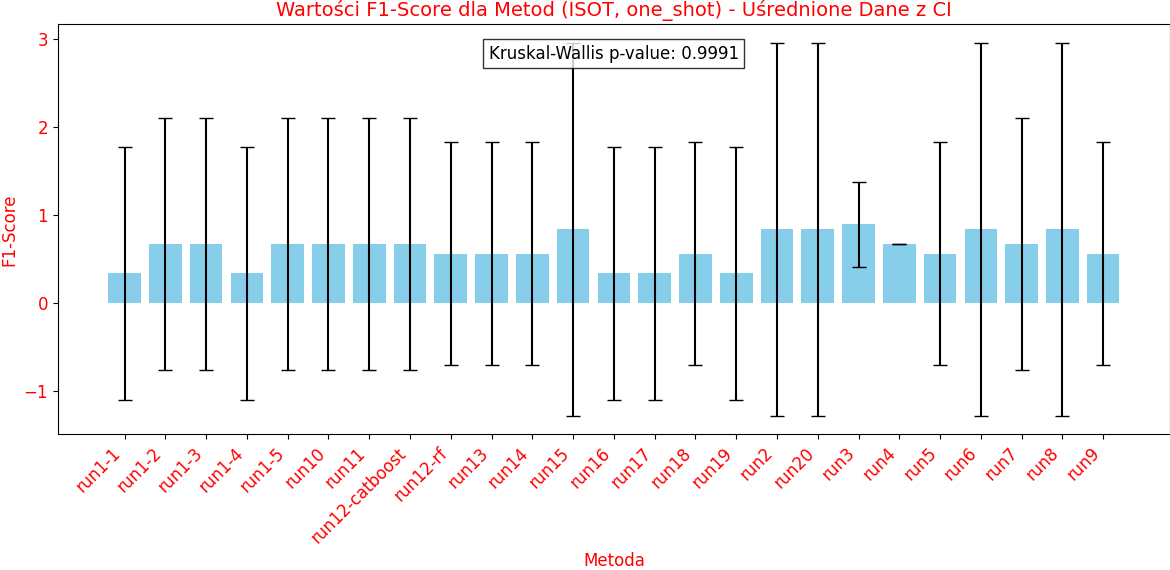 Wartości F1-Score dla Metod (ISOT, one_shot) - Uśrednione Dane z CI
Kruskal-Wallis p-value: 0.9991
F1-Score
3
2
1
0
−1
run1-1
run1-2
run1-3
run1-4
run1-5
run10
run11
run12-catboost
run12-rf
run13
run14
run15
run16
run17
run18
run19
run2
run20
run3
run4
run5
run6
run7
run8
run9
Metoda